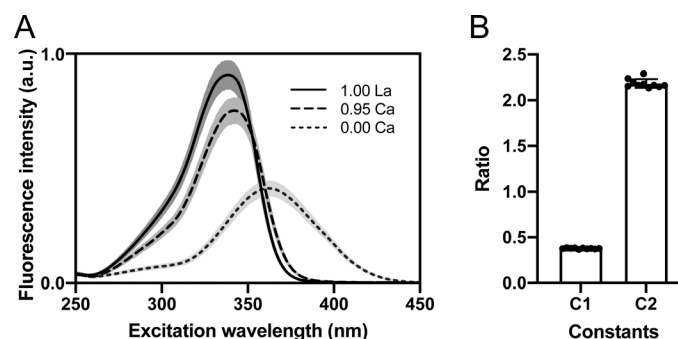 A
Fluorescence intensity (a.u.)
1.0
0.0
1.00 La
0.95 Ca
0.00 Ca
250
300
350
400
450
Excitation wavelength (nm)
B
Ratio
2.5
2.0
1.5
1.0
0.5
0.0
C1
C2
Constants